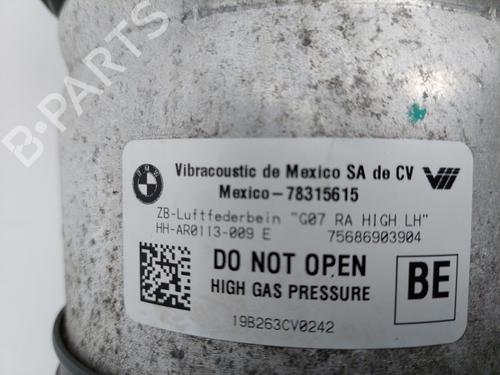 B-PARTS
BMW
Vibracoustic de Mexico SA de CV
Mexico-78315615
ZB-Luftfederbein "G07 RA HIGH LH"
HH-AR0113-009 E 75686903904
DO NOT OPEN
HIGH GAS PRESSURE
BE
19B263CV0242